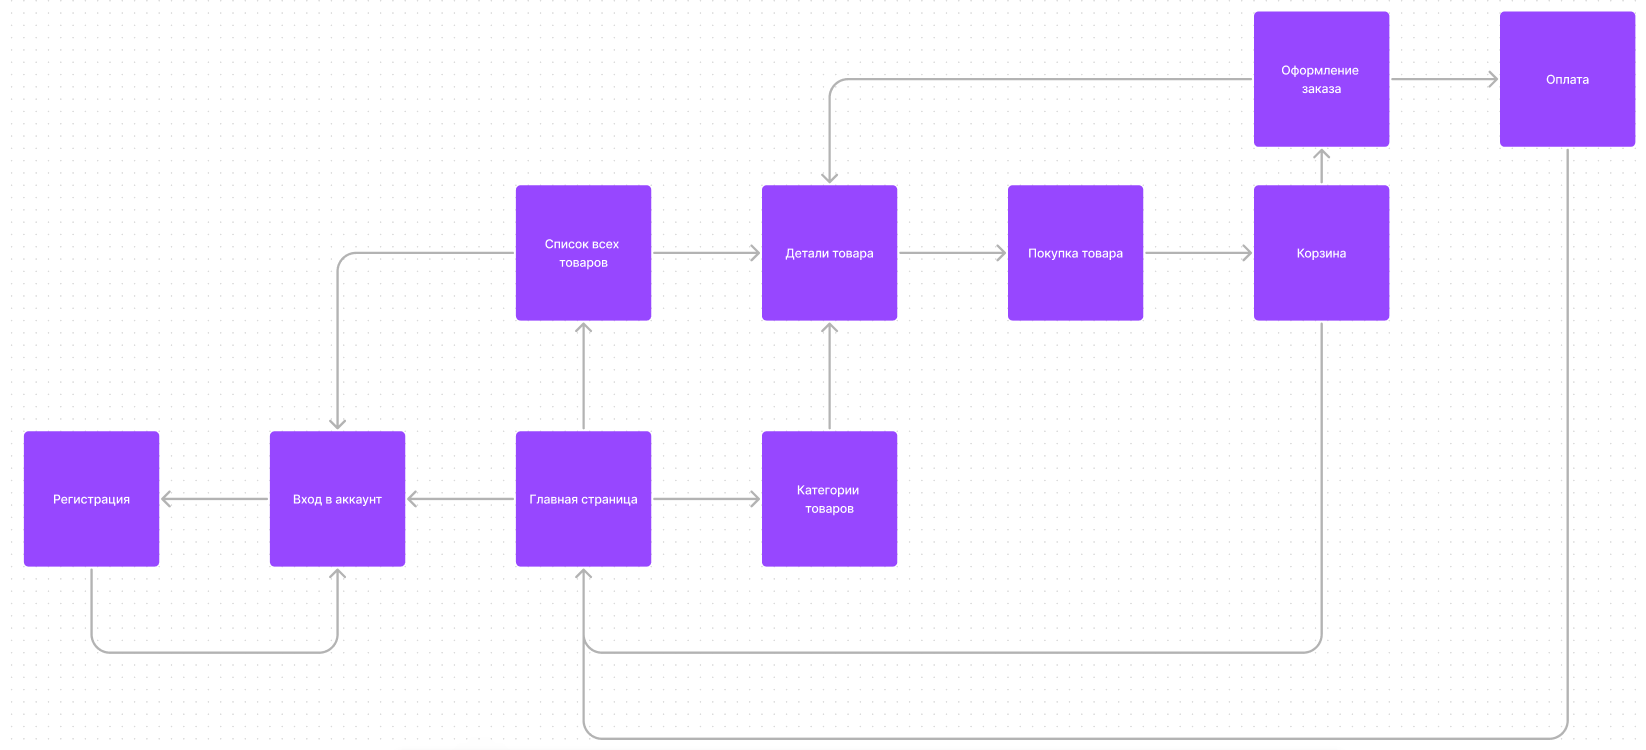 Оформление
заказа
Оплата
Список всех
товаров
Детали товара
Покупка товара
Корзина
Регистрация
Вход в аккаунт
Главная страница
Категории
товаров